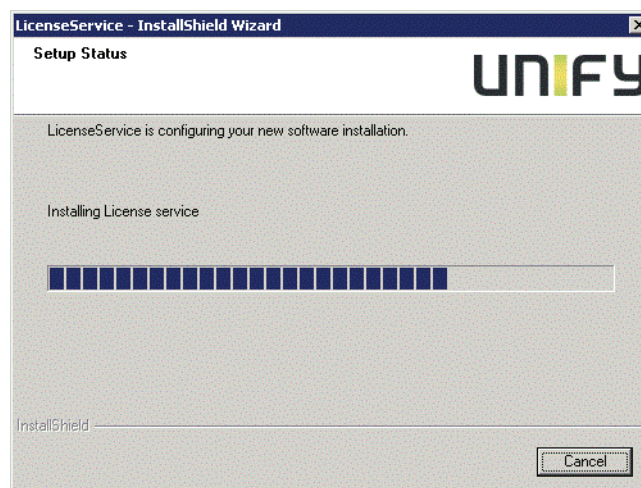 LicenseService - InstallShield Wizard
Setup Status
UNIFY
LicenseService is configuring your new software installation.
Installing License service
InstallShield
Cancel